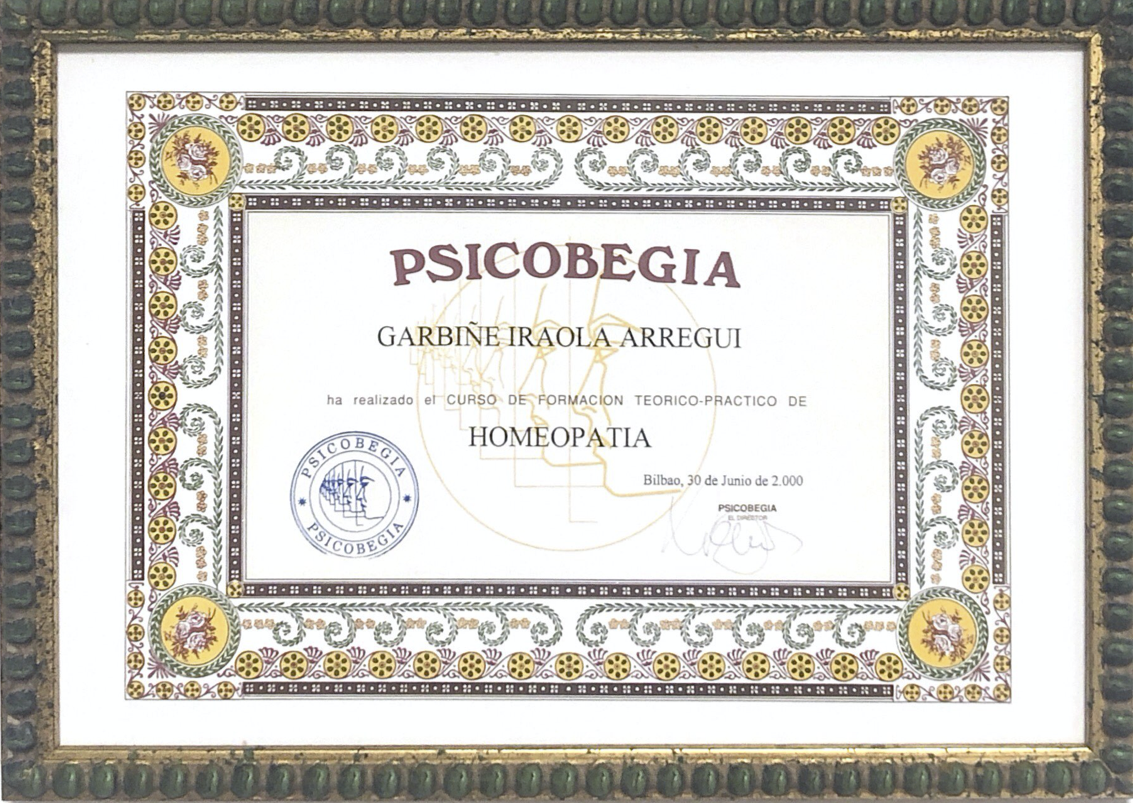 PSICOBEGIA
GARBIÑE IRAOLA ARREGUI
ha realizado el CURSO DE FORMACION TEORICO-PRACTICO DE
HOMEOPATIA
Bilbao, 30 de Junio de 2.000
PSICOBEGIA
EL DIRECTOR
PSICOBEGIA
PSICOBEGIA